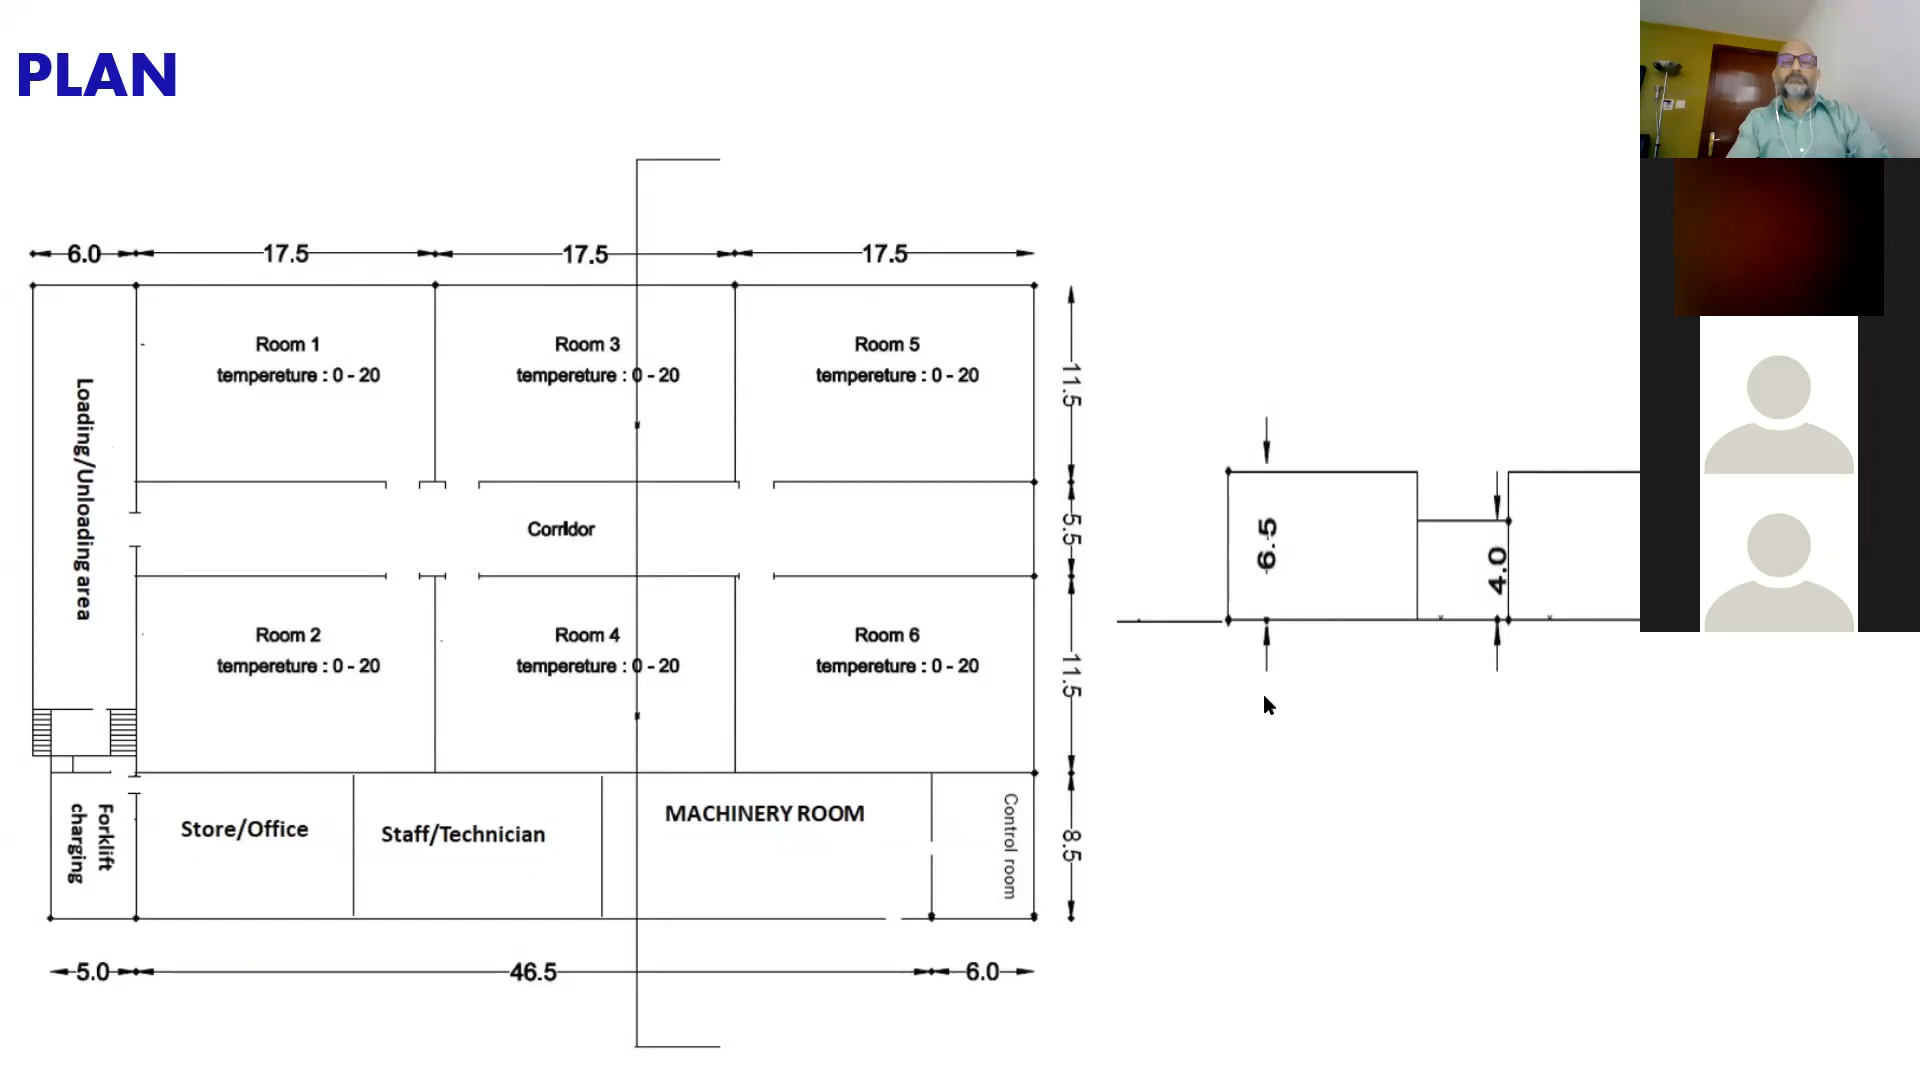 PLAN
6.0
17.5
17.5
17.5
Room 1
tempereture : 0 - 20
Room 3
tempereture : 0 - 20
Room 5
tempereture : 0 - 20
11.5
Loading/Unloading area
Corridor
5.5
6.5
4.0
Room 2
tempereture : 0 - 20
Room 4
tempereture : 0 - 20
Room 6
tempereture : 0 - 20
11.5
Forklift
charging
Store/Office
Staff/Technician
MACHINERY ROOM
Control room
8.5
5.0
46.5
6.0